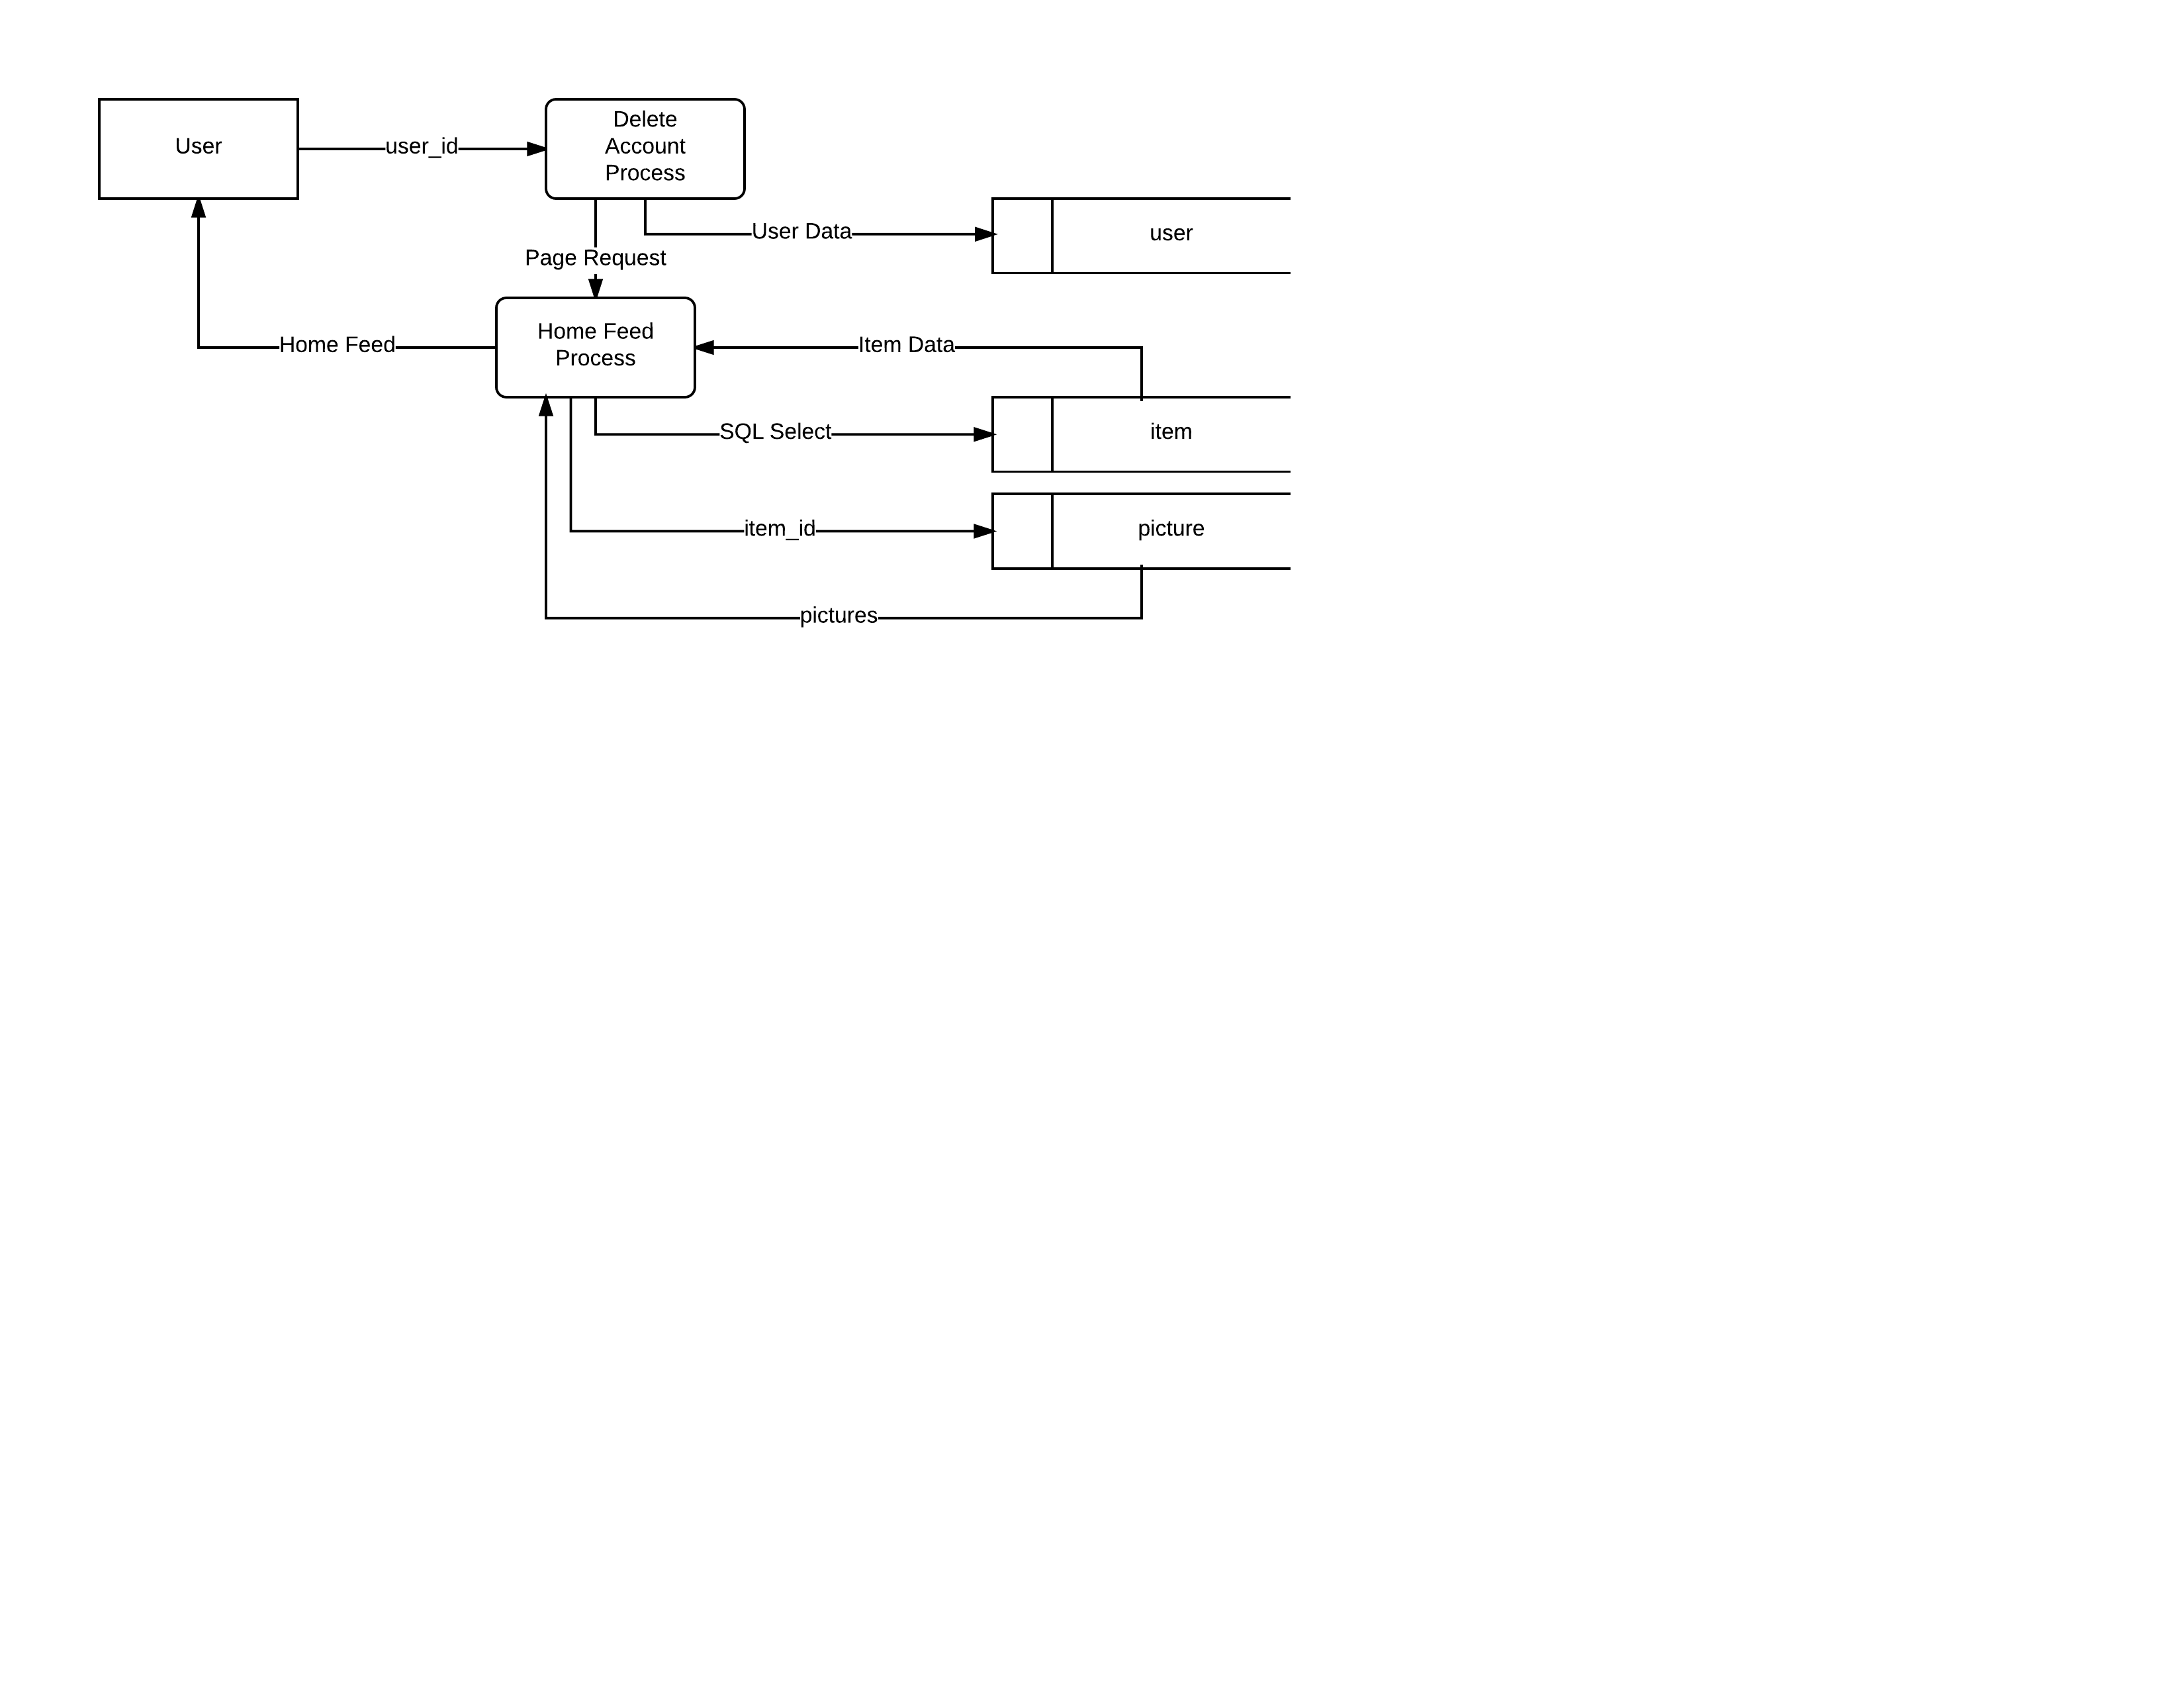 User
user_id
Delete
Account
Process
User Data
user
Page Request
Home Feed
Process
Home Feed
Item Data
SQL Select
item
item_id
picture
pictures